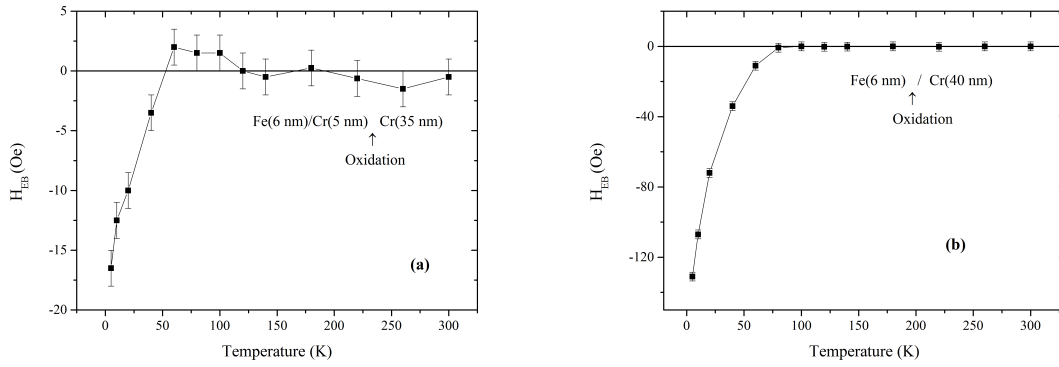 5
0
-5
-10
-15
-20
0 50 100 150 200 250 300
H_EB (Oe)
Temperature (K)
Fe(6 nm)/Cr(5 nm) Cr(35 nm)
↑
Oxidation
(a)
0
-40
-80
-120
0 50 100 150 200 250 300
H_EB (Oe)
Temperature (K)
Fe(6 nm) / Cr(40 nm)
↑
Oxidation
(b)